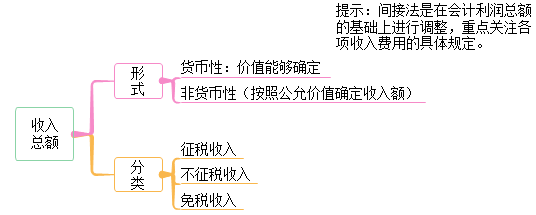 提示：间接法是在会计利润总额
的基础上进行调整，重点关注各
项收入费用的具体规定。
收入
总额
形
式
货币性：价值能够确定
非货币性（按照公允价值确定收入额）
分
类
征税收入
不征税收入
免税收入